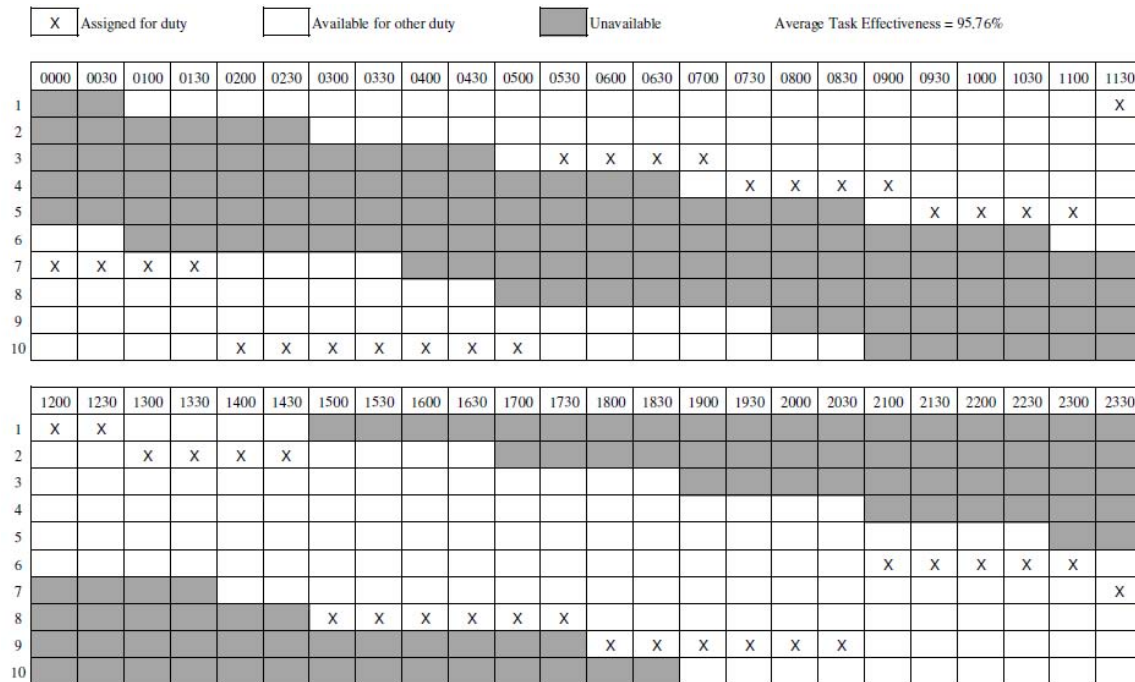 X Assigned for duty Available for other duty Unavailable Average Task Effectiveness = 95.76%
0000 0030 0100 0130 0200 0230 0300 0330 0400 0430 0500 0530 0600 0630 0700 0730 0800 0830 0900 0930 1000 1030 1100 1130
1 X
2
3 X X X X
4 X X X X
5 X X X X
6
7 X X X X
8
9
10 X X X X X X X
1200 1230 1300 1330 1400 1430 1500 1530 1600 1630 1700 1730 1800 1830 1900 1930 2000 2030 2100 2130 2200 2230 2300 2330
1 X X
2 X X X X
3
4
5
6 X X X X X
7 X
8 X X X X X X
9 X X X X X X
10